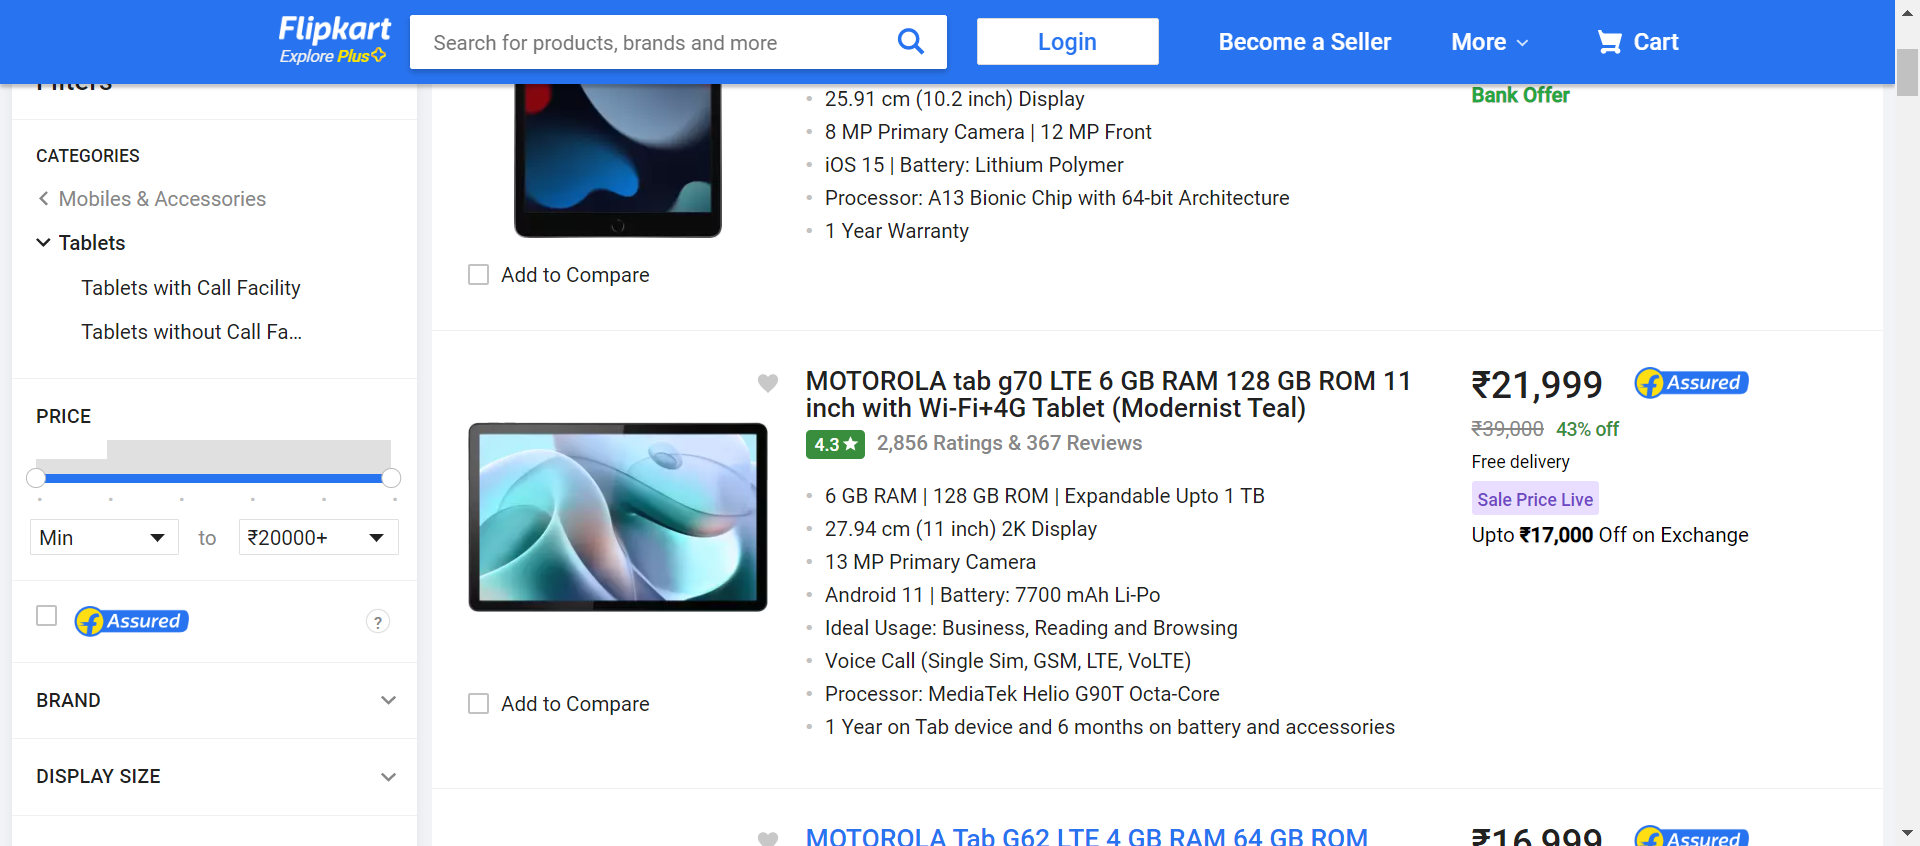 Flipkart
Explore Plus
Search for products, brands and more
Login
Become a Seller
More
Cart
Filters
CATEGORIES
Mobiles & Accessories
Tablets
Tablets with Call Facility
Tablets without Call Fa...
PRICE
Min
to
₹20000+
Assured
?
BRAND
DISPLAY SIZE
25.91 cm (10.2 inch) Display
8 MP Primary Camera | 12 MP Front
iOS 15 | Battery: Lithium Polymer
Processor: A13 Bionic Chip with 64-bit Architecture
1 Year Warranty
Bank Offer
Add to Compare
MOTOROLA tab g70 LTE 6 GB RAM 128 GB ROM 11
inch with Wi-Fi+4G Tablet (Modernist Teal)
4.3 ★ 2,856 Ratings & 367 Reviews
6 GB RAM | 128 GB ROM | Expandable Upto 1 TB
27.94 cm (11 inch) 2K Display
13 MP Primary Camera
Android 11 | Battery: 7700 mAh Li-Po
Ideal Usage: Business, Reading and Browsing
Voice Call (Single Sim, GSM, LTE, VoLTE)
Processor: MediaTek Helio G90T Octa-Core
1 Year on Tab device and 6 months on battery and accessories
₹21,999
Assured
₹39,000 43% off
Free delivery
Sale Price Live
Upto ₹17,000 Off on Exchange
Add to Compare
MOTOROLA Tab G62 LTE 4 GB RAM 64 GB ROM
₹16,999
Assured